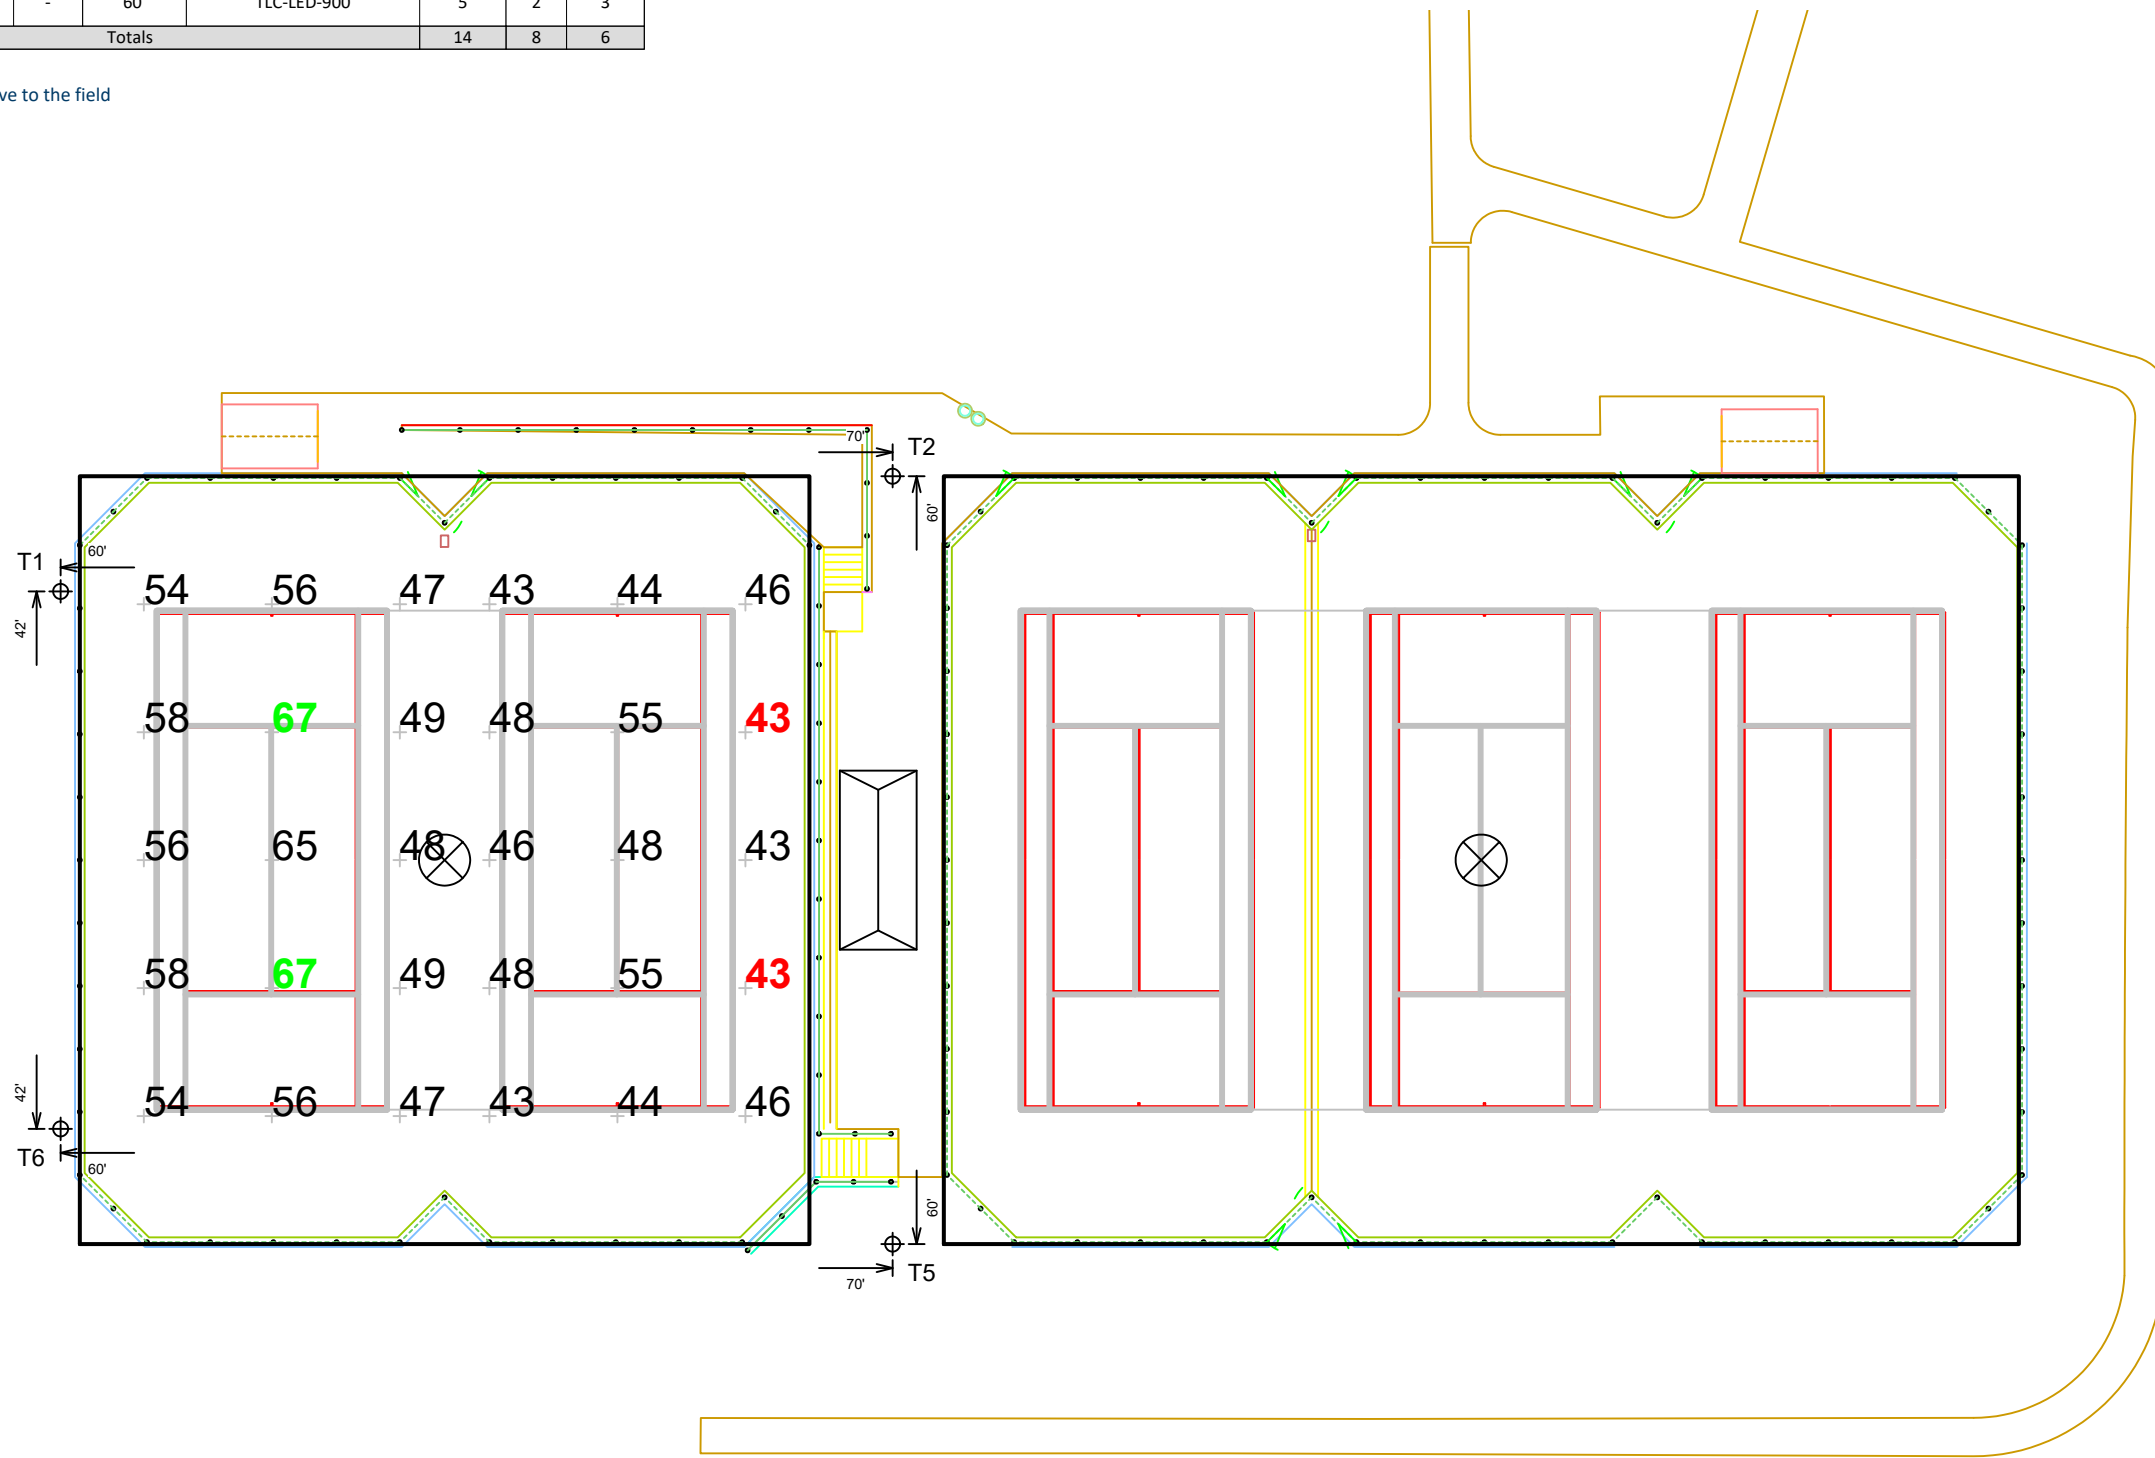 - 60 TLC-LED-900 5 2 3
Totals 14 8 6
ve to the field
70' T2
60'
T1 60'
42'
54 56 47 43 44 46
58 67 49 48 55 43
56 65 48 46 48 43
58 67 49 48 55 43
54 56 47 43 44 46
42'
T6 60'
60'
70' T5